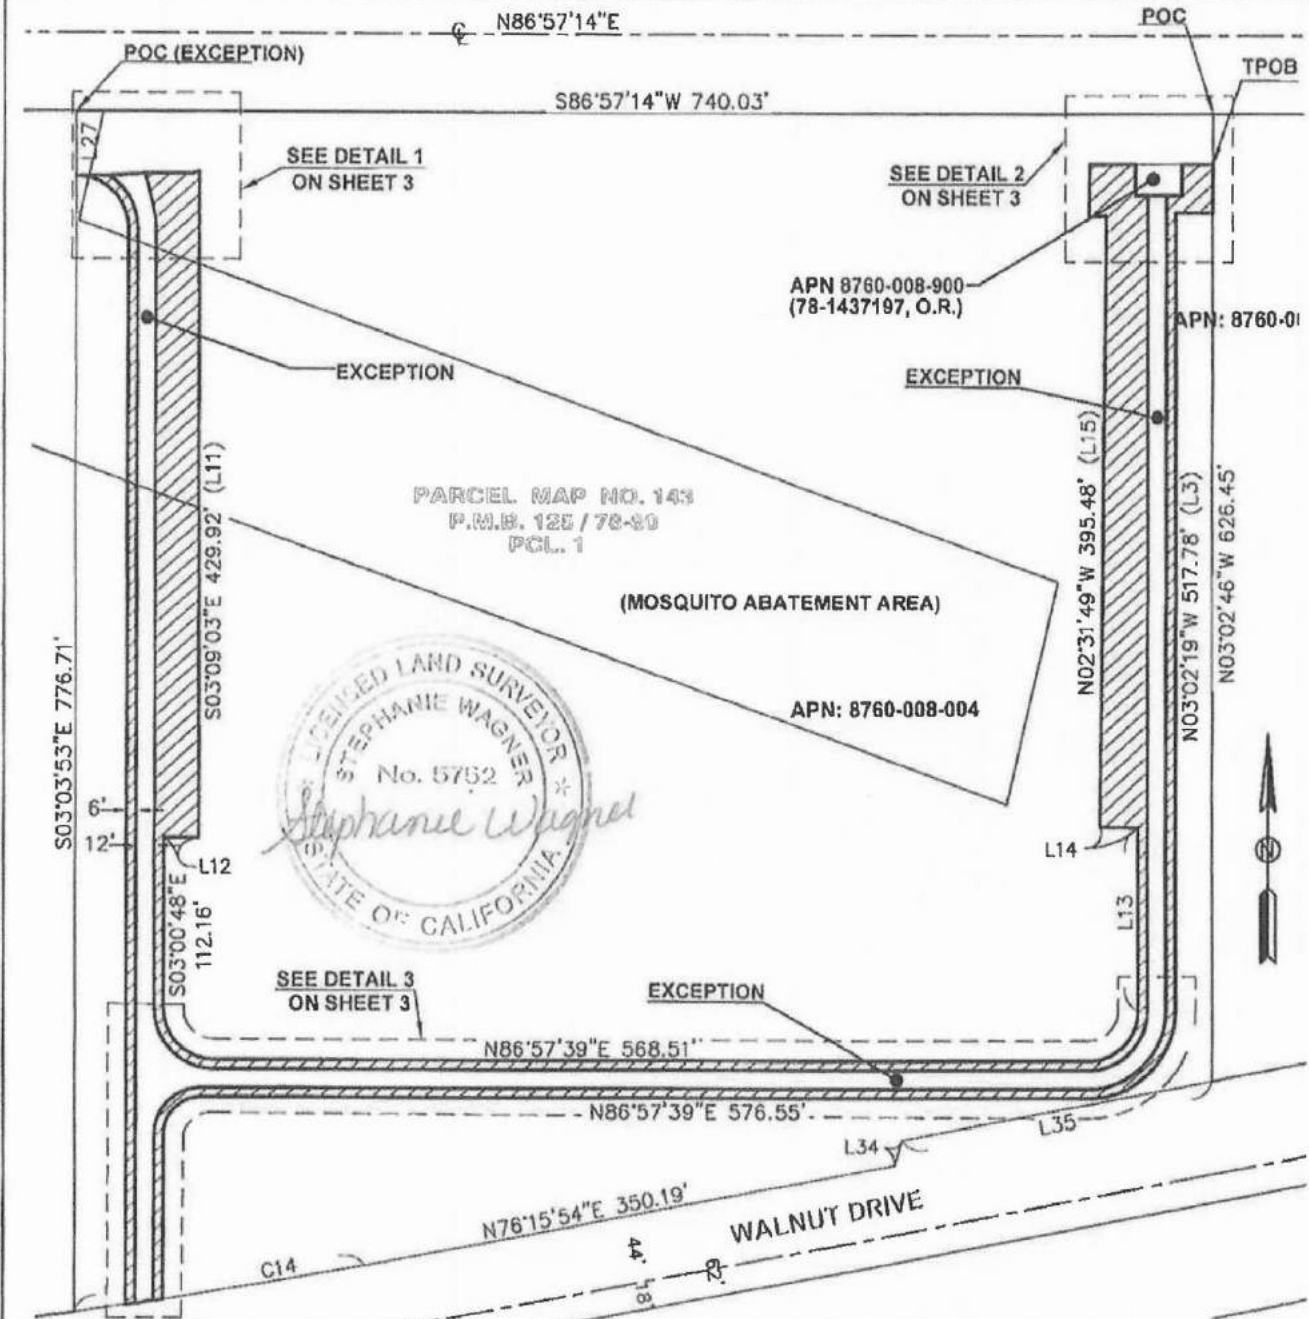 N86°57'14"E
POC
POC (EXCEPTION)
TPOB
S86°57'14"W 740.03'
L27
SEE DETAIL 1
ON SHEET 3
SEE DETAIL 2
ON SHEET 3
APN 8760-008-900
(78-1437197, O.R.)
APN: 8760-0
EXCEPTION
EXCEPTION
S03°09'03"E 429.92' (L11)
PARCEL MAP NO. 143
P.M.B. 125 / 78-80
PCL. 1
N02°31'49"W 395.48' (L15)
N03°02'19"W 517.78' (L3)
N03°02'46"W 626.45'
(MOSQUITO ABATEMENT AREA)
S03°03'53"E 776.71'
APN: 8760-008-004
LICENSED LAND SURVEYOR
STEPHANIE WAGNER
No. 5752
Stephanie Wagner
STATE OF CALIFORNIA
6'
12'
L12
L14
N
S03°00'48"E
112.16'
L13
SEE DETAIL 3
ON SHEET 3
EXCEPTION
N86°57'39"E 568.51'
N86°57'39"E 576.55'
L34
L35
N76°15'54"E 350.19'
WALNUT DRIVE
C14
44'
62'
18'